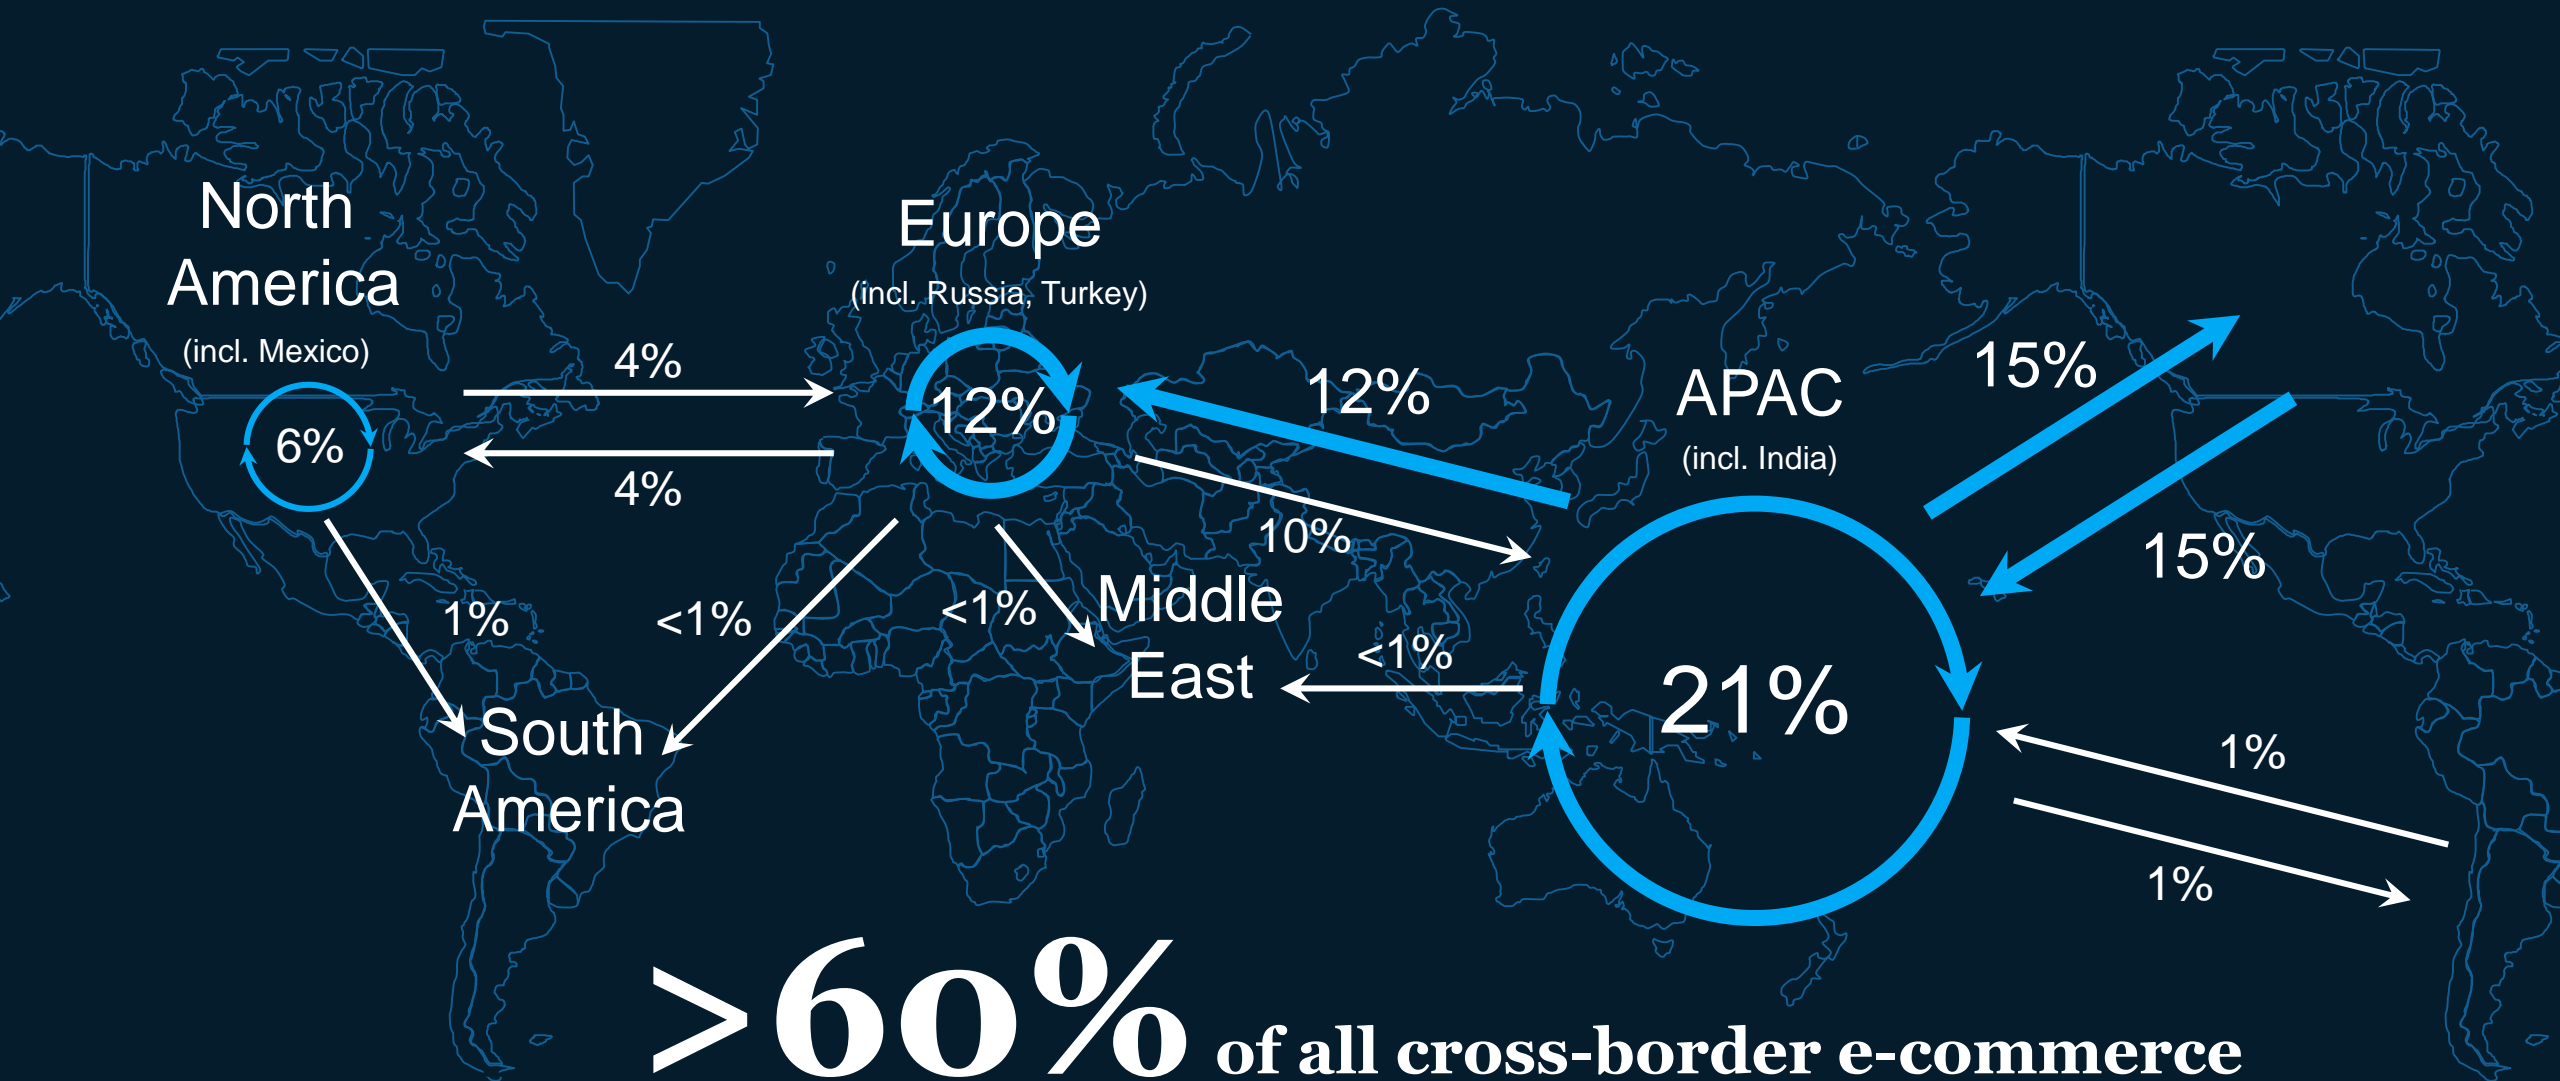 North
America
(incl. Mexico)
6%
4%
4%
Europe
(incl. Russia, Turkey)
12%
12%
10%
APAC
(incl. India)
21%
15%
15%
1%
<1%
<1%
Middle
East
<1%
South
America
1%
1%
>60% of all cross-border e-commerce